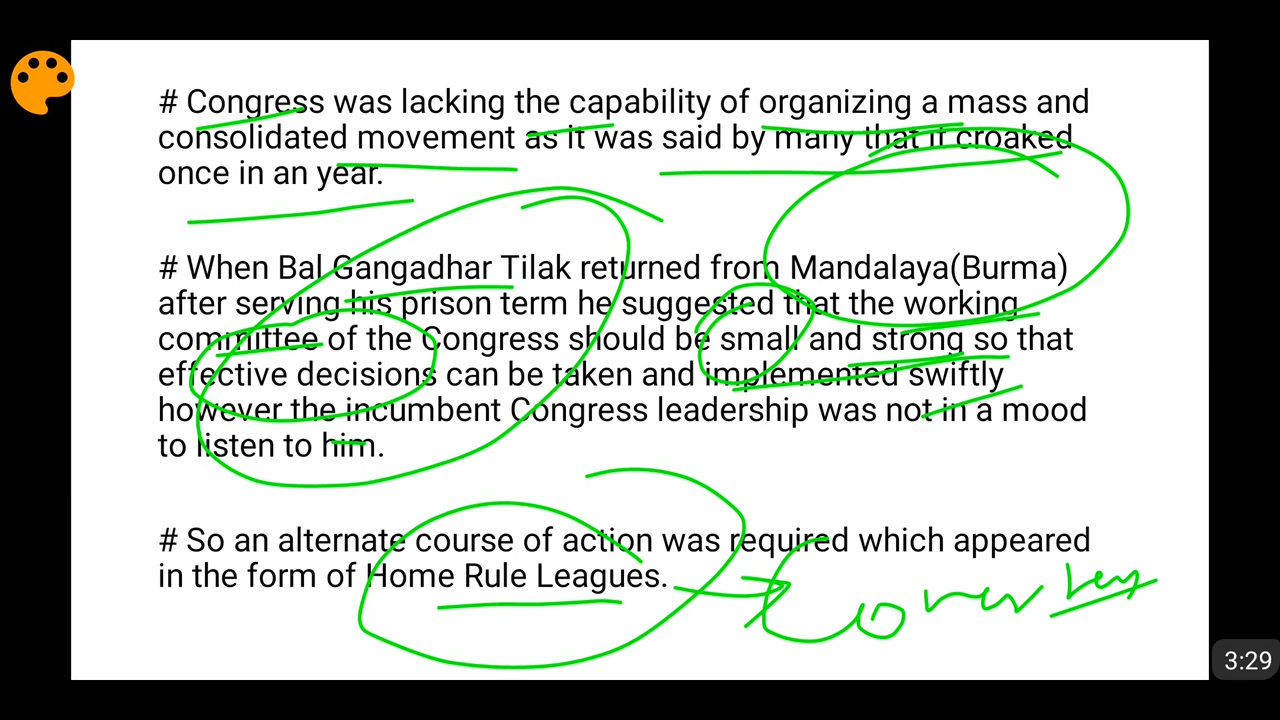 # Congress was lacking the capability of organizing a mass and
consolidated movement as it was said by many that it croaked
once in an year.
# When Bal Gangadhar Tilak returned from Mandalaya(Burma)
after serving his prison term he suggested that the working
committee of the Congress should be small and strong so that
effective decisions can be taken and implemented swiftly
however the incumbent Congress leadership was not in a mood
to listen to him.
# So an alternate course of action was required which appeared
in the form of Home Rule Leagues.
3:29